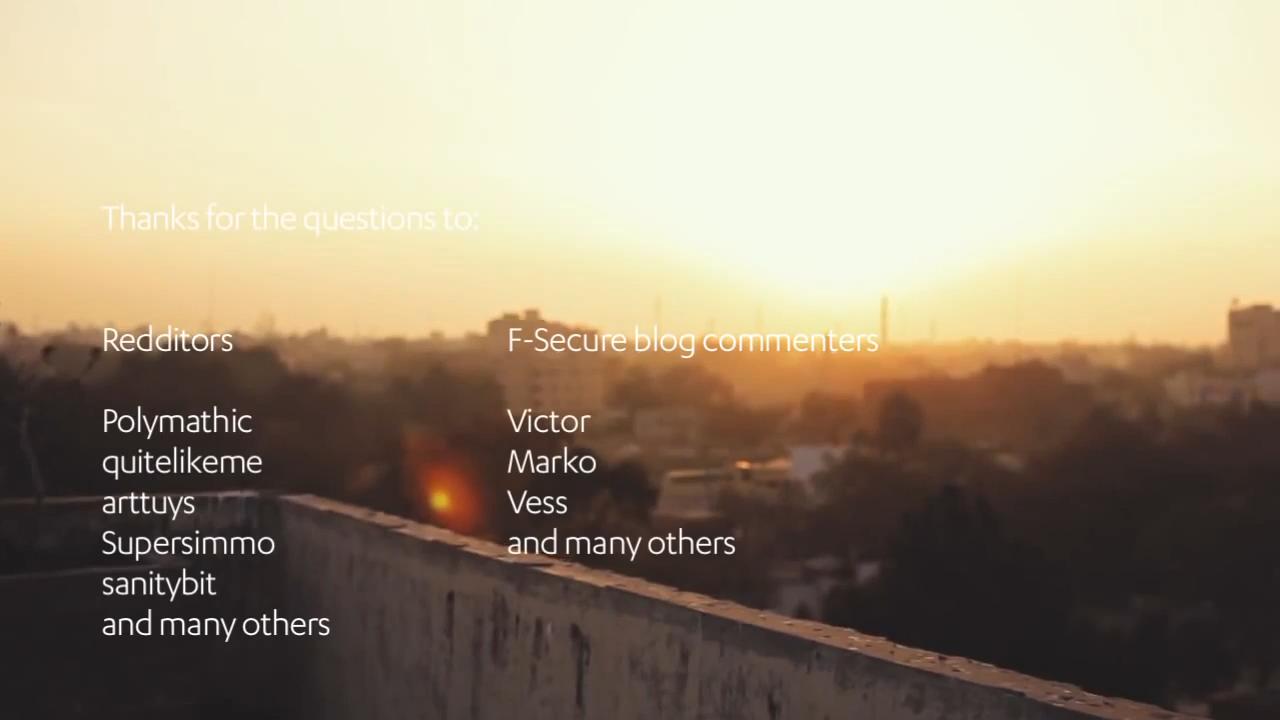 Thanks for the questions to:
Redditors
Polymathic
quitelikeme
arttuys
Supersimmo
sanitybit
and many others
F-Secure blog commenters
Victor
Marko
Vess
and many others